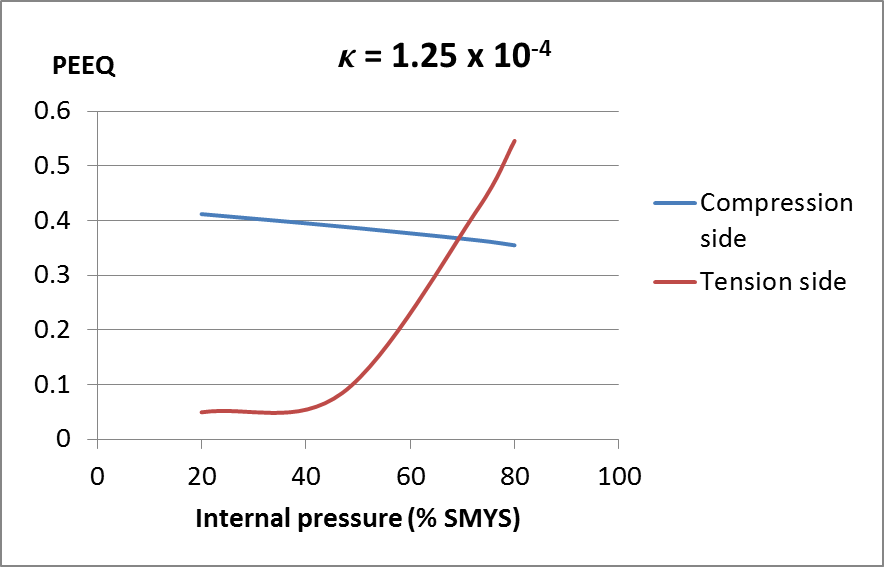 κ = 1.25 x 10-4
PEEQ
0.6
0.5
0.4
0.3
0.2
0.1
0
0 20 40 60 80 100
Internal pressure (% SMYS)
Compression
side
Tension side